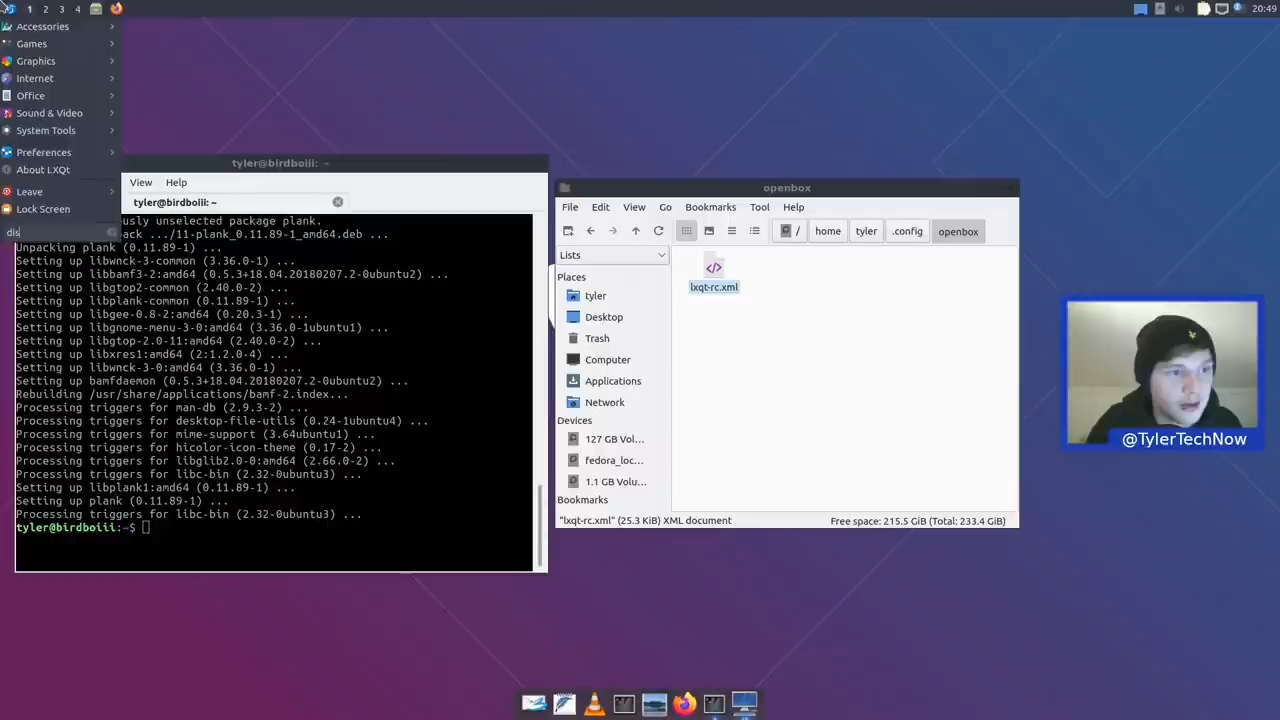 1 2 3 4
20:49
Accessories
Games
Graphics
Internet
Office
Sound & Video
System Tools
Preferences
About LXQt
Leave
Lock Screen
dis
tyler@birdboiii: ~
View Help
tyler@birdboiii: ~
ously unselected package plank.
ack .../11-plank_0.11.89-1_amd64.deb ...
Unpacking plank (0.11.89-1) ...
Setting up libwnck-3-common (3.36.0-1) ...
Setting up libbamf3-2:amd64 (0.5.3+18.04.20180207.2-0ubuntu2) ...
Setting up libgtop2-common (2.40.0-2) ...
Setting up libplank-common (0.11.89-1) ...
Setting up libgee-0.8-2:amd64 (0.20.3-1) ...
Setting up libgnome-menu-3-0:amd64 (3.36.0-1ubuntu1) ...
Setting up libgtop-2.0-11:amd64 (2.40.0-2) ...
Setting up libxres1:amd64 (2:1.2.0-4) ...
Setting up libwnck-3-0:amd64 (3.36.0-1) ...
Setting up bamfdaemon (0.5.3+18.04.20180207.2-0ubuntu2) ...
Rebuilding /usr/share/applications/bamf-2.index...
Processing triggers for man-db (2.9.3-2) ...
Processing triggers for desktop-file-utils (0.24-1ubuntu4) ...
Processing triggers for mime-support (3.64ubuntu1) ...
Processing triggers for hicolor-icon-theme (0.17-2) ...
Processing triggers for libglib2.0-0:amd64 (2.66.0-2) ...
Processing triggers for libc-bin (2.32-0ubuntu3) ...
Setting up libplank1:amd64 (0.11.89-1) ...
Setting up plank (0.11.89-1) ...
Processing triggers for libc-bin (2.32-0ubuntu3) ...
tyler@birdboiii:~$
openbox
File Edit View Go Bookmarks Tool Help
/ home tyler .config openbox
Lists
Places
tyler
Desktop
Trash
Computer
Applications
Network
Devices
127 GB Vol...
fedora_loc...
1.1 GB Volu...
Bookmarks
lxqt-rc.xml
"lxqt-rc.xml" (25.3 KiB) XML document
Free space: 215.5 GiB (Total: 233.4 GiB)
@TylerTechNow